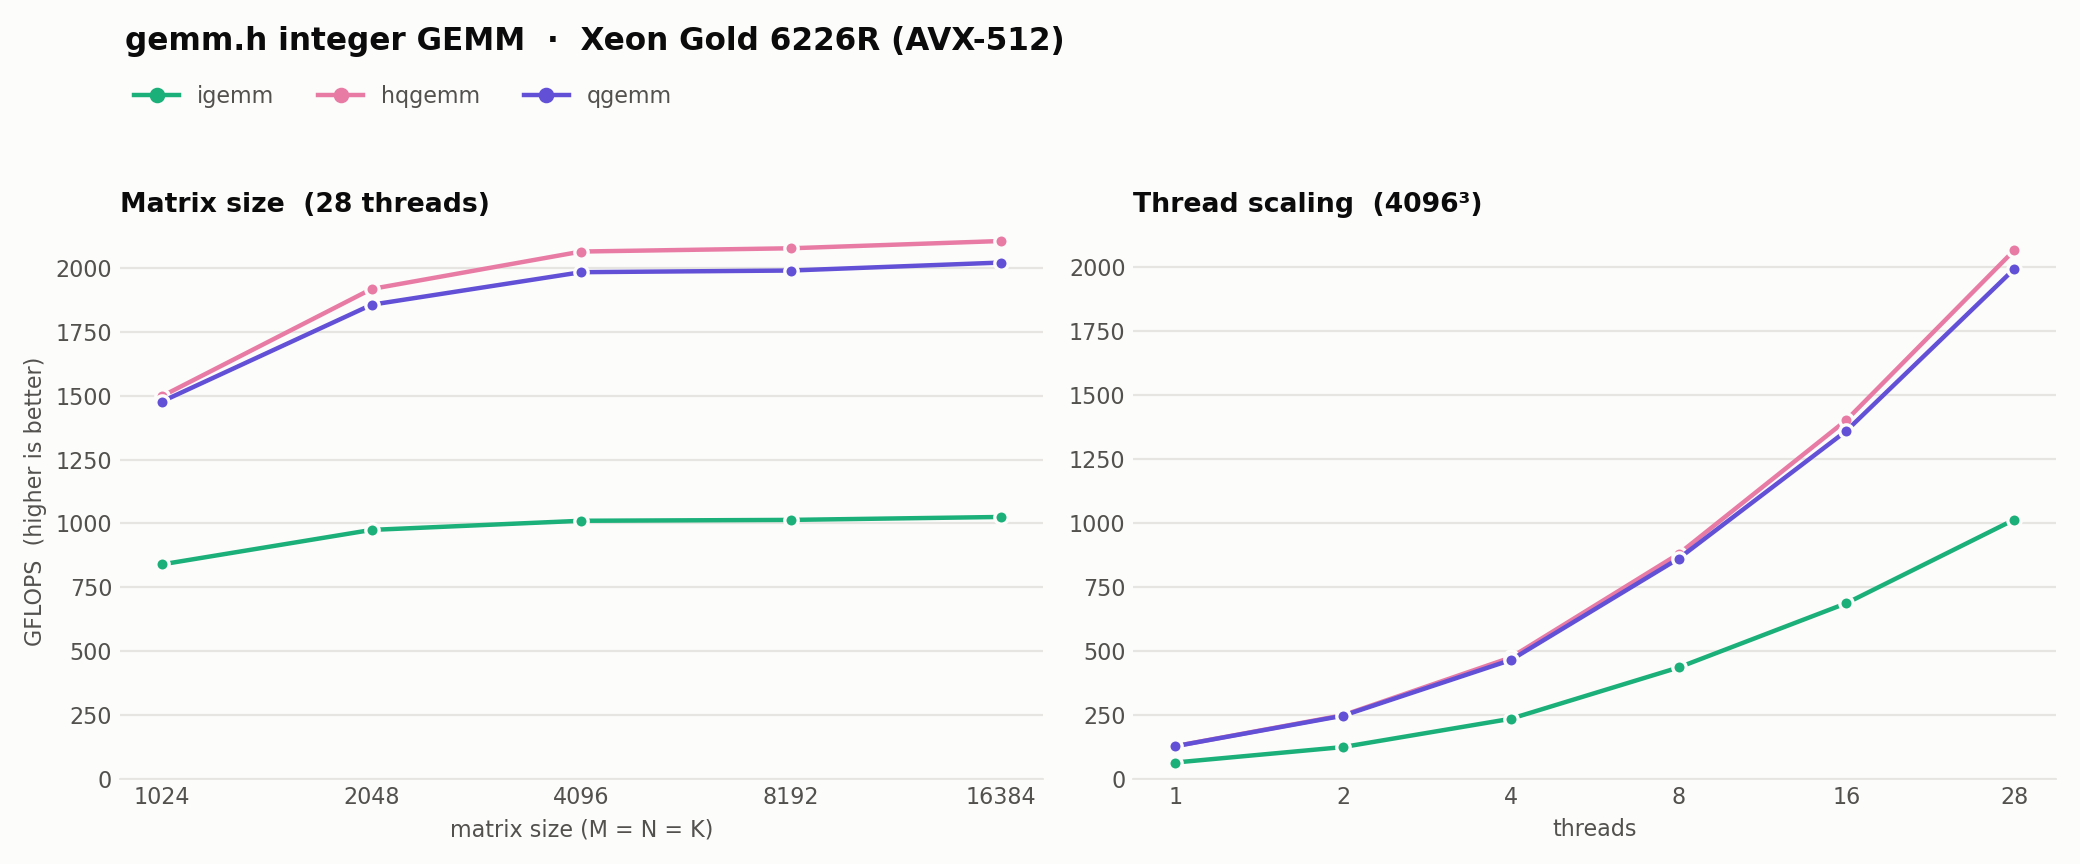 gemm.h integer GEMM · Xeon Gold 6226R (AVX-512)
igemm hqgemm qgemm
Matrix size (28 threads)
GFLOPS (higher is better)
2000
1750
1500
1250
1000
750
500
250
0
1024 2048 4096 8192 16384
matrix size (M = N = K)
Thread scaling (4096³)
2000
1750
1500
1250
1000
750
500
250
0
1 2 4 8 16 28
threads